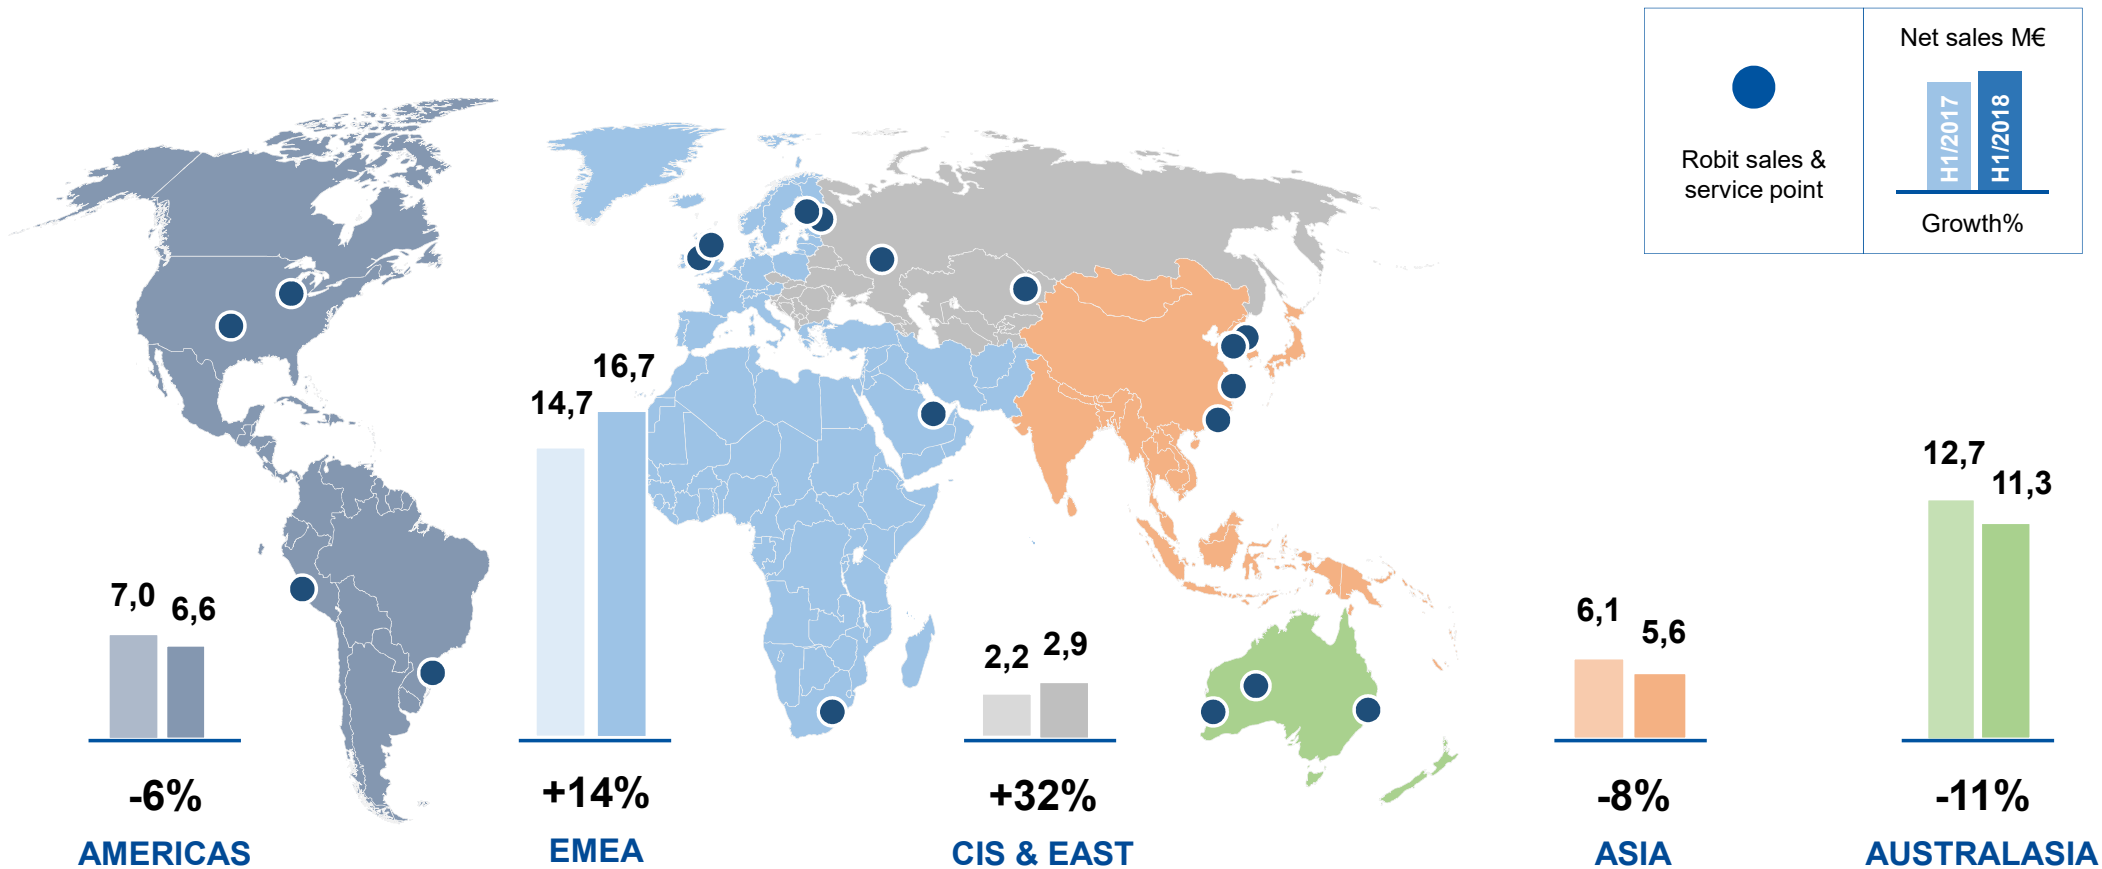 Net sales M€
H1/2017
H1/2018
Robit sales &
service point
Growth%
7,0
6,6
-6%
AMERICAS
14,7
16,7
+14%
EMEA
2,2
2,9
+32%
CIS & EAST
6,1
5,6
-8%
ASIA
12,7
11,3
-11%
AUSTRALASIA